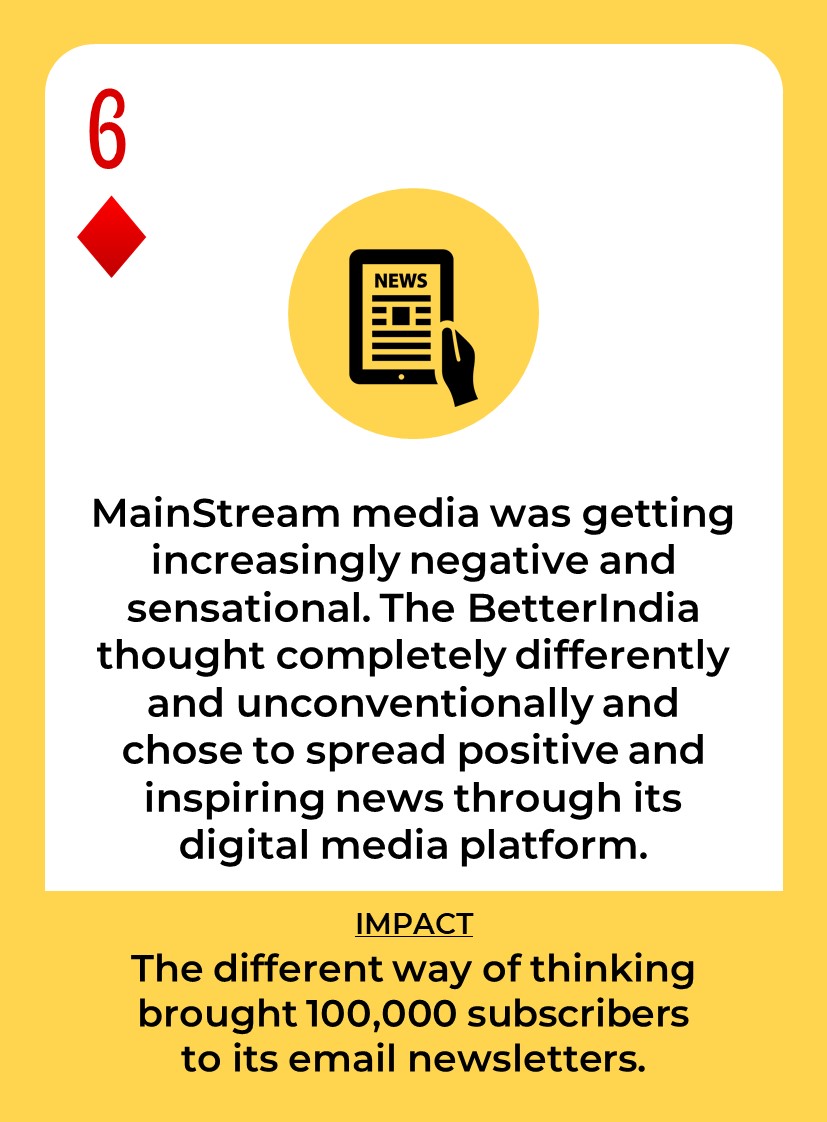 6
NEWS
MainStream media was getting
increasingly negative and
sensational. The BetterIndia
thought completely differently
and unconventionally and
chose to spread positive and
inspiring news through its
digital media platform.
IMPACT
The different way of thinking
brought 100,000 subscribers
to its email newsletters.